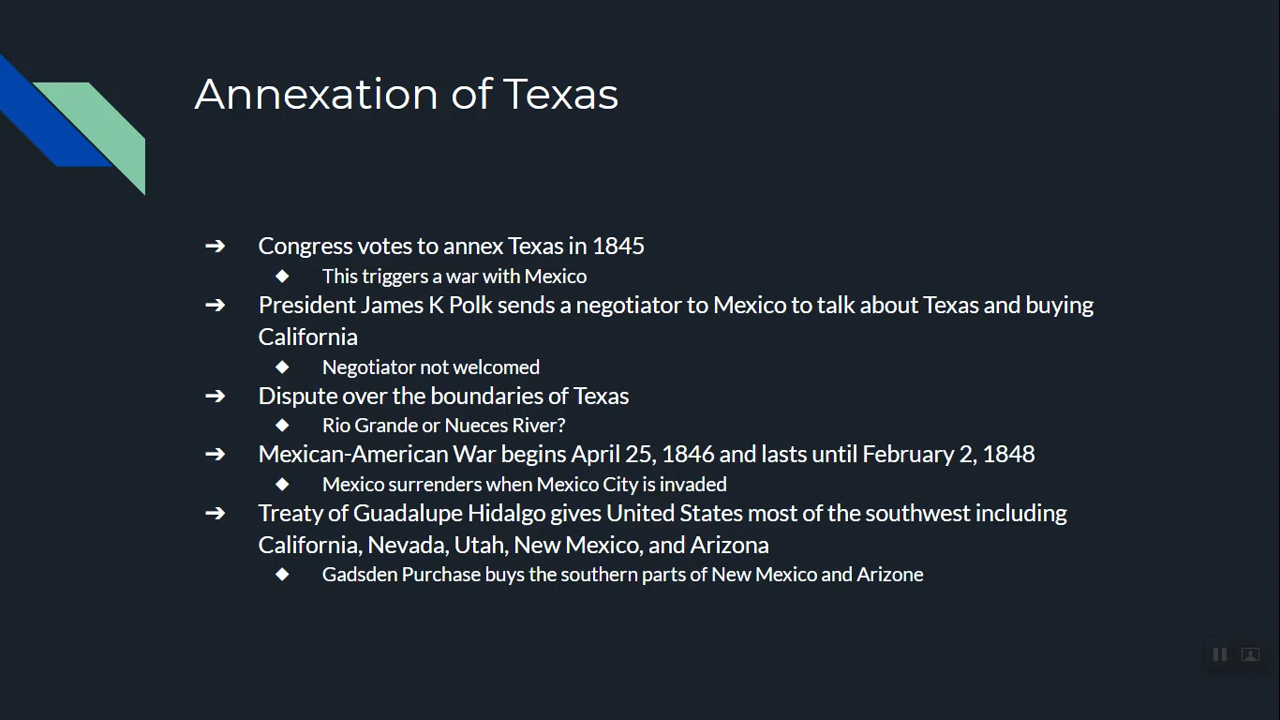 Annexation of Texas
➔ Congress votes to annex Texas in 1845
◆ This triggers a war with Mexico
➔ President James K Polk sends a negotiator to Mexico to talk about Texas and buying
California
◆ Negotiator not welcomed
➔ Dispute over the boundaries of Texas
◆ Rio Grande or Nueces River?
➔ Mexican-American War begins April 25, 1846 and lasts until February 2, 1848
◆ Mexico surrenders when Mexico City is invaded
➔ Treaty of Guadalupe Hidalgo gives United States most of the southwest including
California, Nevada, Utah, New Mexico, and Arizona
◆ Gadsden Purchase buys the southern parts of New Mexico and Arizone